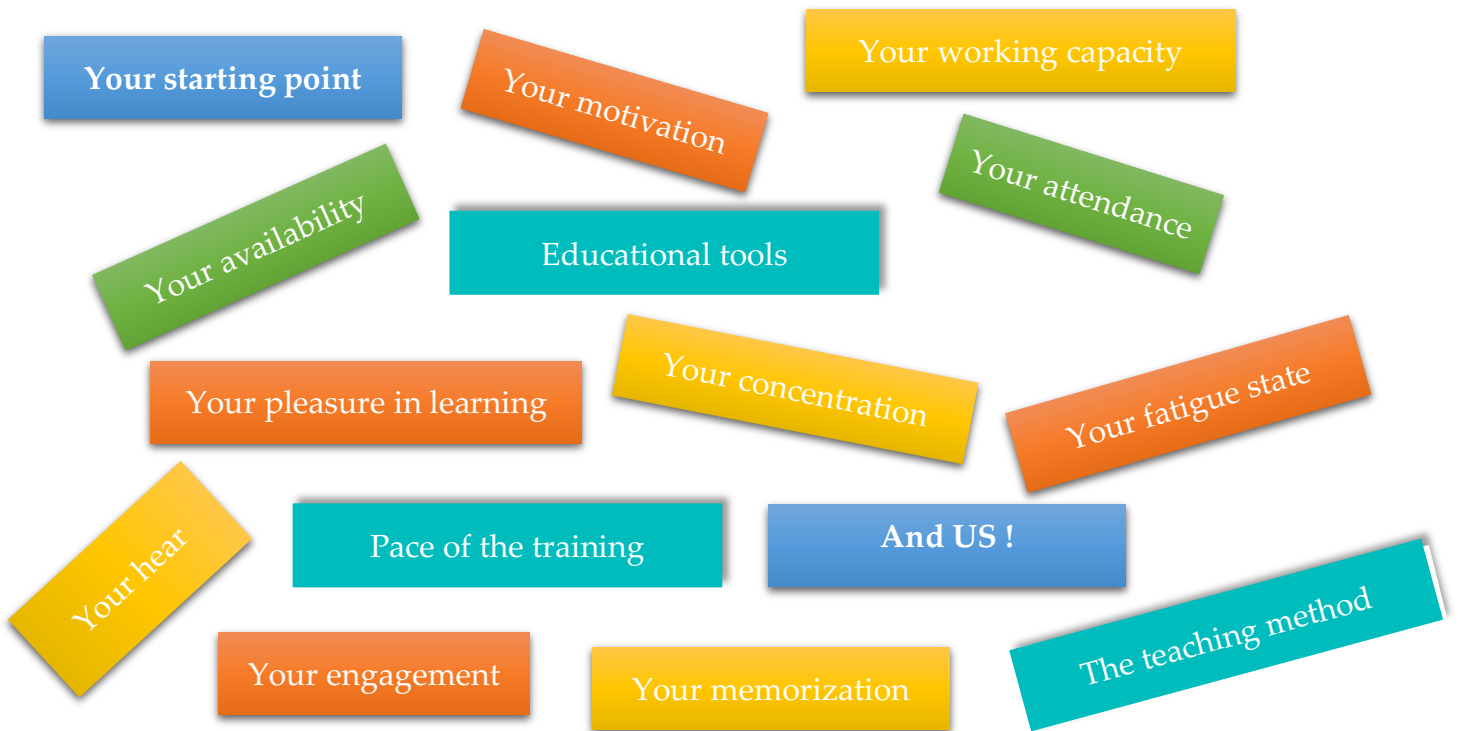 Your starting point
Your motivation
Your working capacity
Your availability
Educational tools
Your attendance
Your pleasure in learning
Your concentration
Your fatigue state
Your hear
Pace of the training
And US !
The teaching method
Your engagement
Your memorization